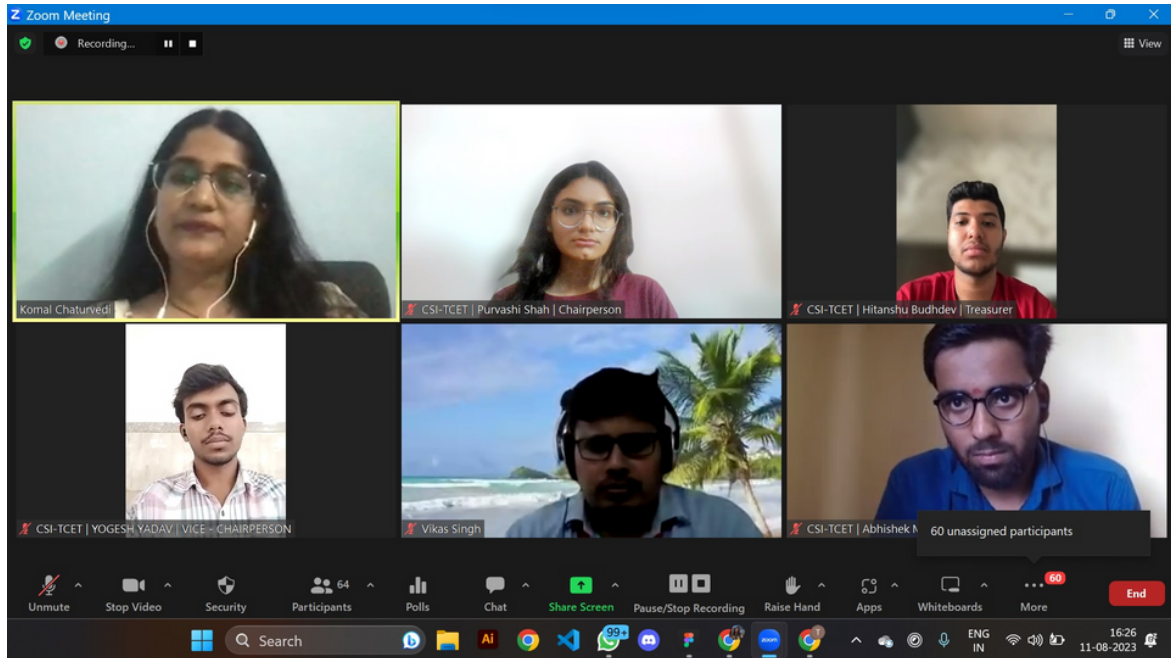 Zoom Meeting
Recording...
View
Komal Chaturvedi
CSI-TCET | Purvashi Shah | Chairperson
CSI-TCET | Hitanshu Budhdev | Treasurer
CSI-TCET | YOGESH YADAV | VICE - CHAIRPERSON
Vikas Singh
CSI-TCET | Abhishek
60 unassigned participants
64
60
Unmute
Stop Video
Security
Participants
Polls
Chat
Share Screen
Pause/Stop Recording
Raise Hand
Apps
Whiteboards
More
End
Search
Ai
99+
zoom
T
ENG
IN
16:26
11-08-2023